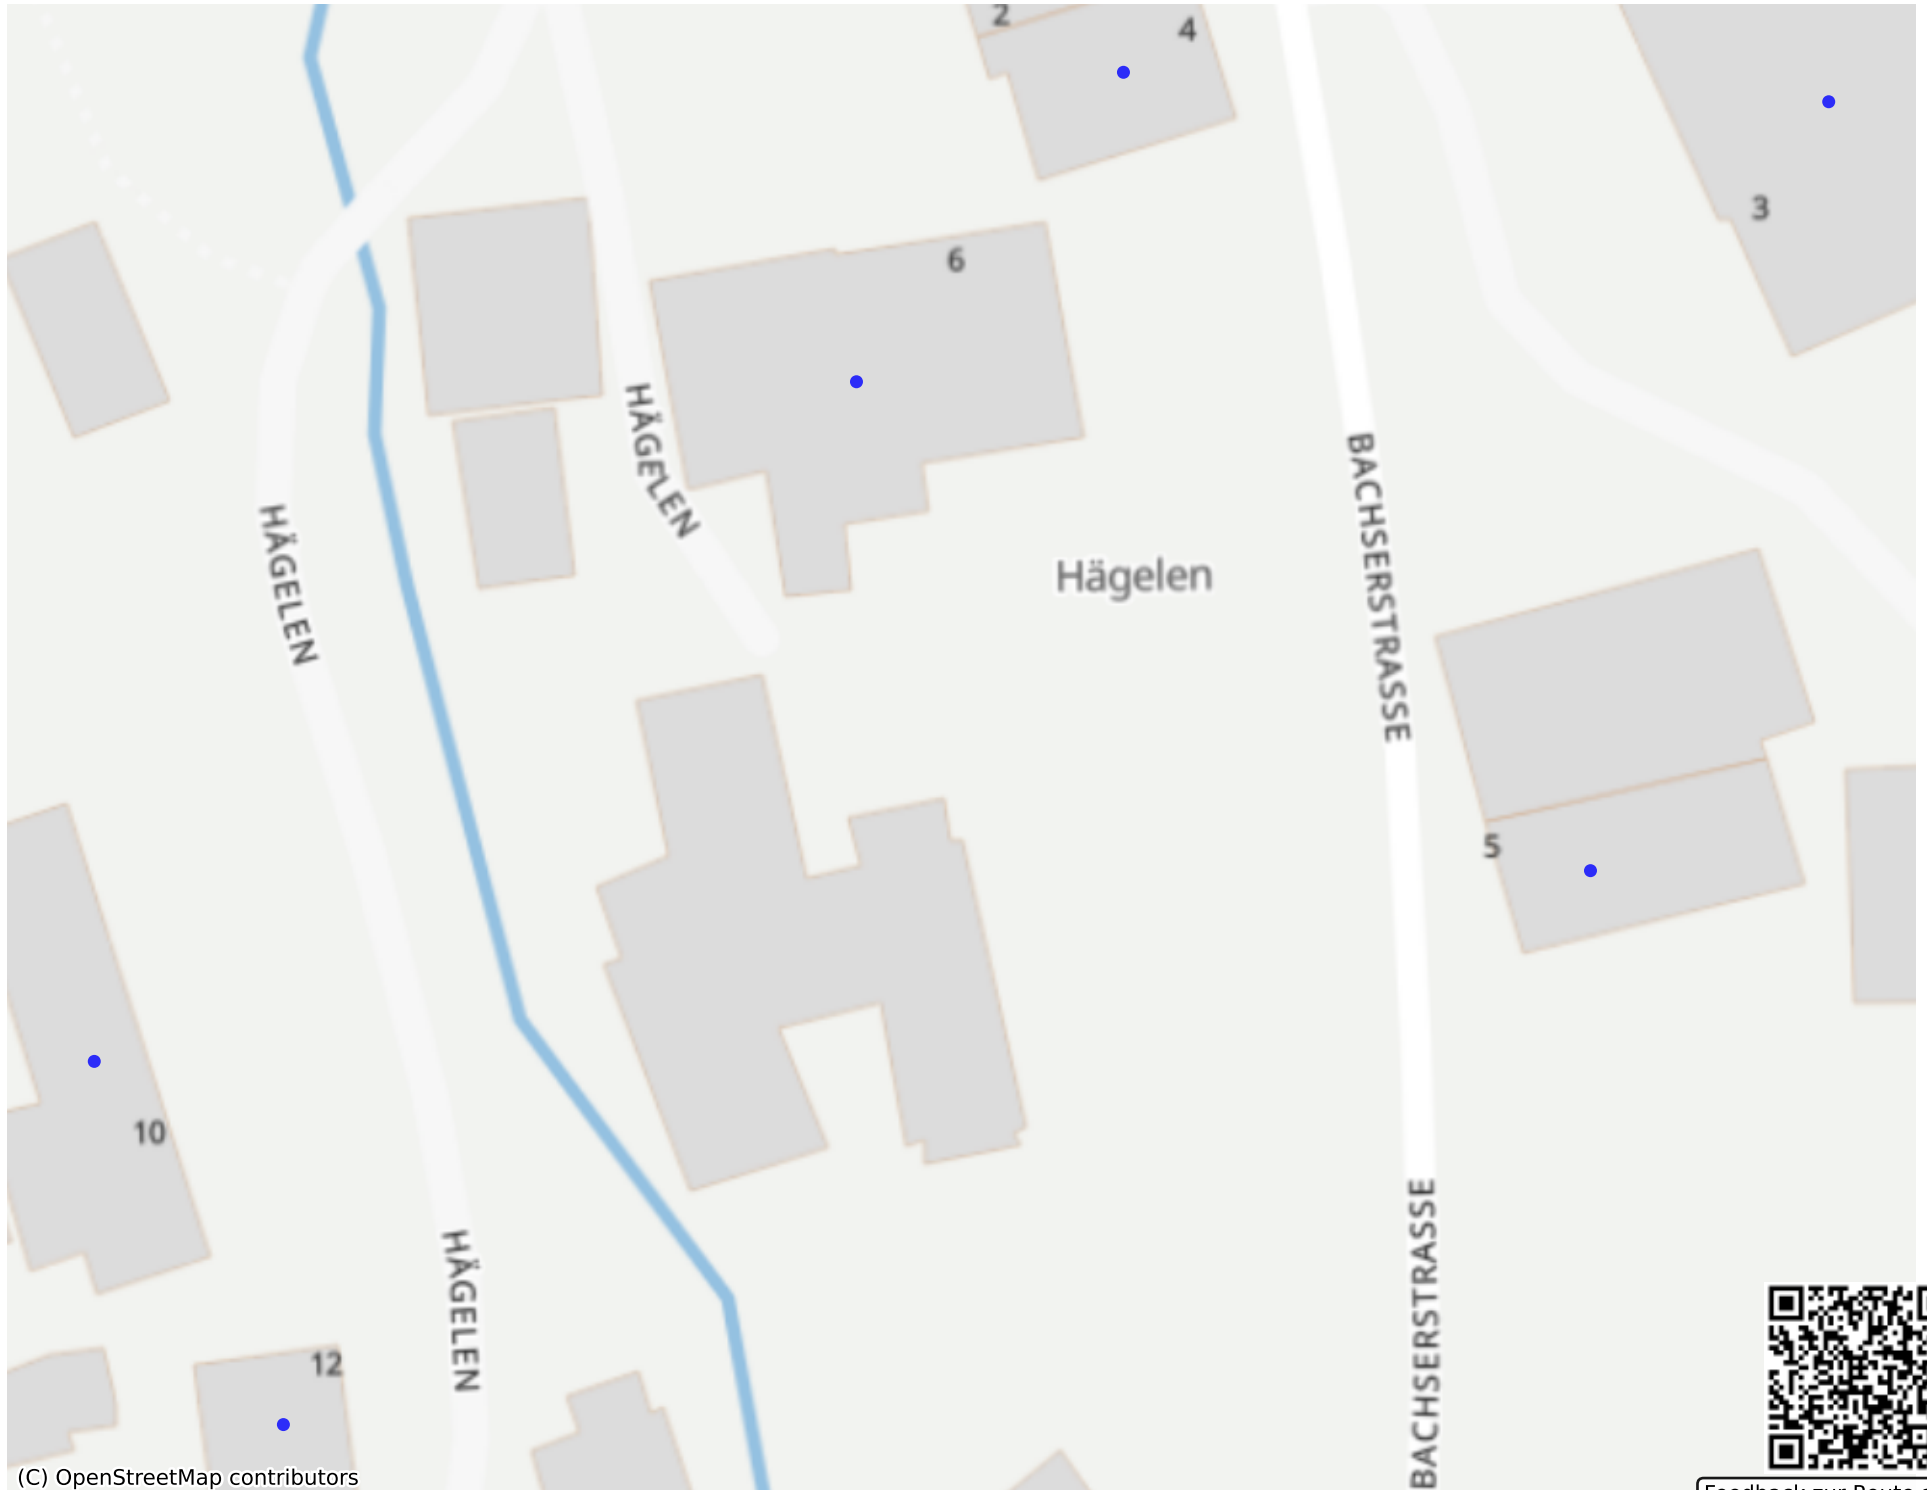 2
4
3
6
HÄGELEN
BACHSERSTRASSE
HÄGELEN
Hägelen
5
10
BACHSERSTRASSE
HÄGELEN
12
(C) OpenStreetMap contributors